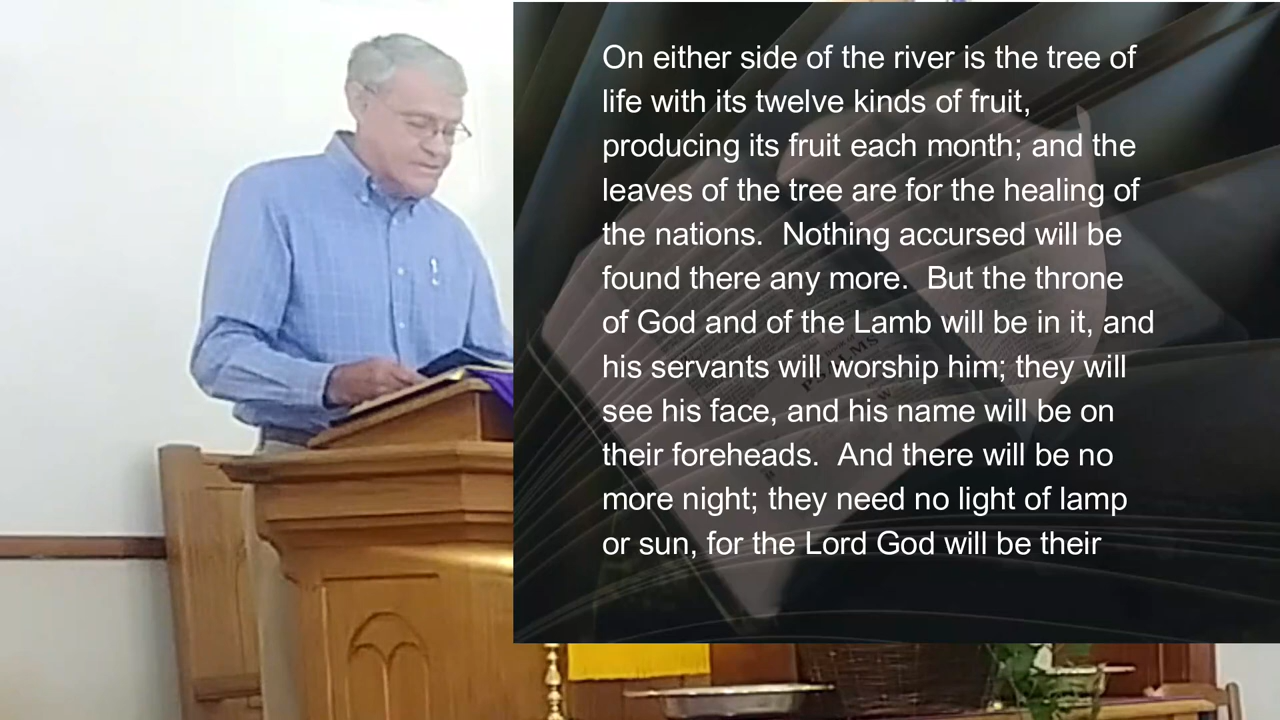 On either side of the river is the tree of
life with its twelve kinds of fruit,
producing its fruit each month; and the
leaves of the tree are for the healing of
the nations.  Nothing accursed will be
found there any more.  But the throne
of God and of the Lamb will be in it, and
his servants will worship him; they will
see his face, and his name will be on
their foreheads.  And there will be no
more night; they need no light of lamp
or sun, for the Lord God will be their
PSALMS